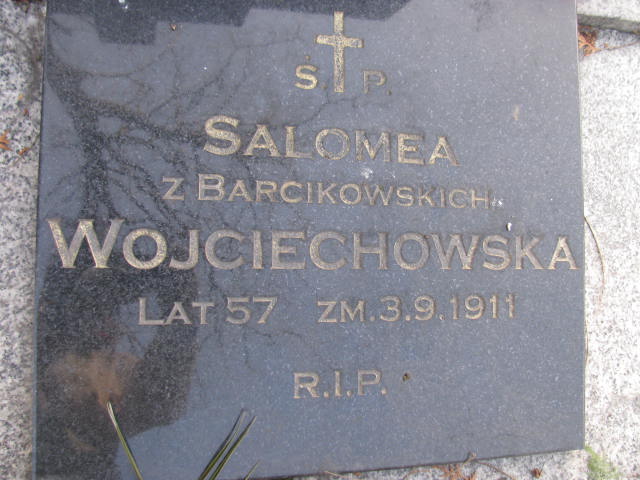 Ś. P.
SALOMEA
Z BARCIKOWSKICH
WOJCIECHOWSKA
LAT 57 ZM. 3.9.1911
R.I.P.